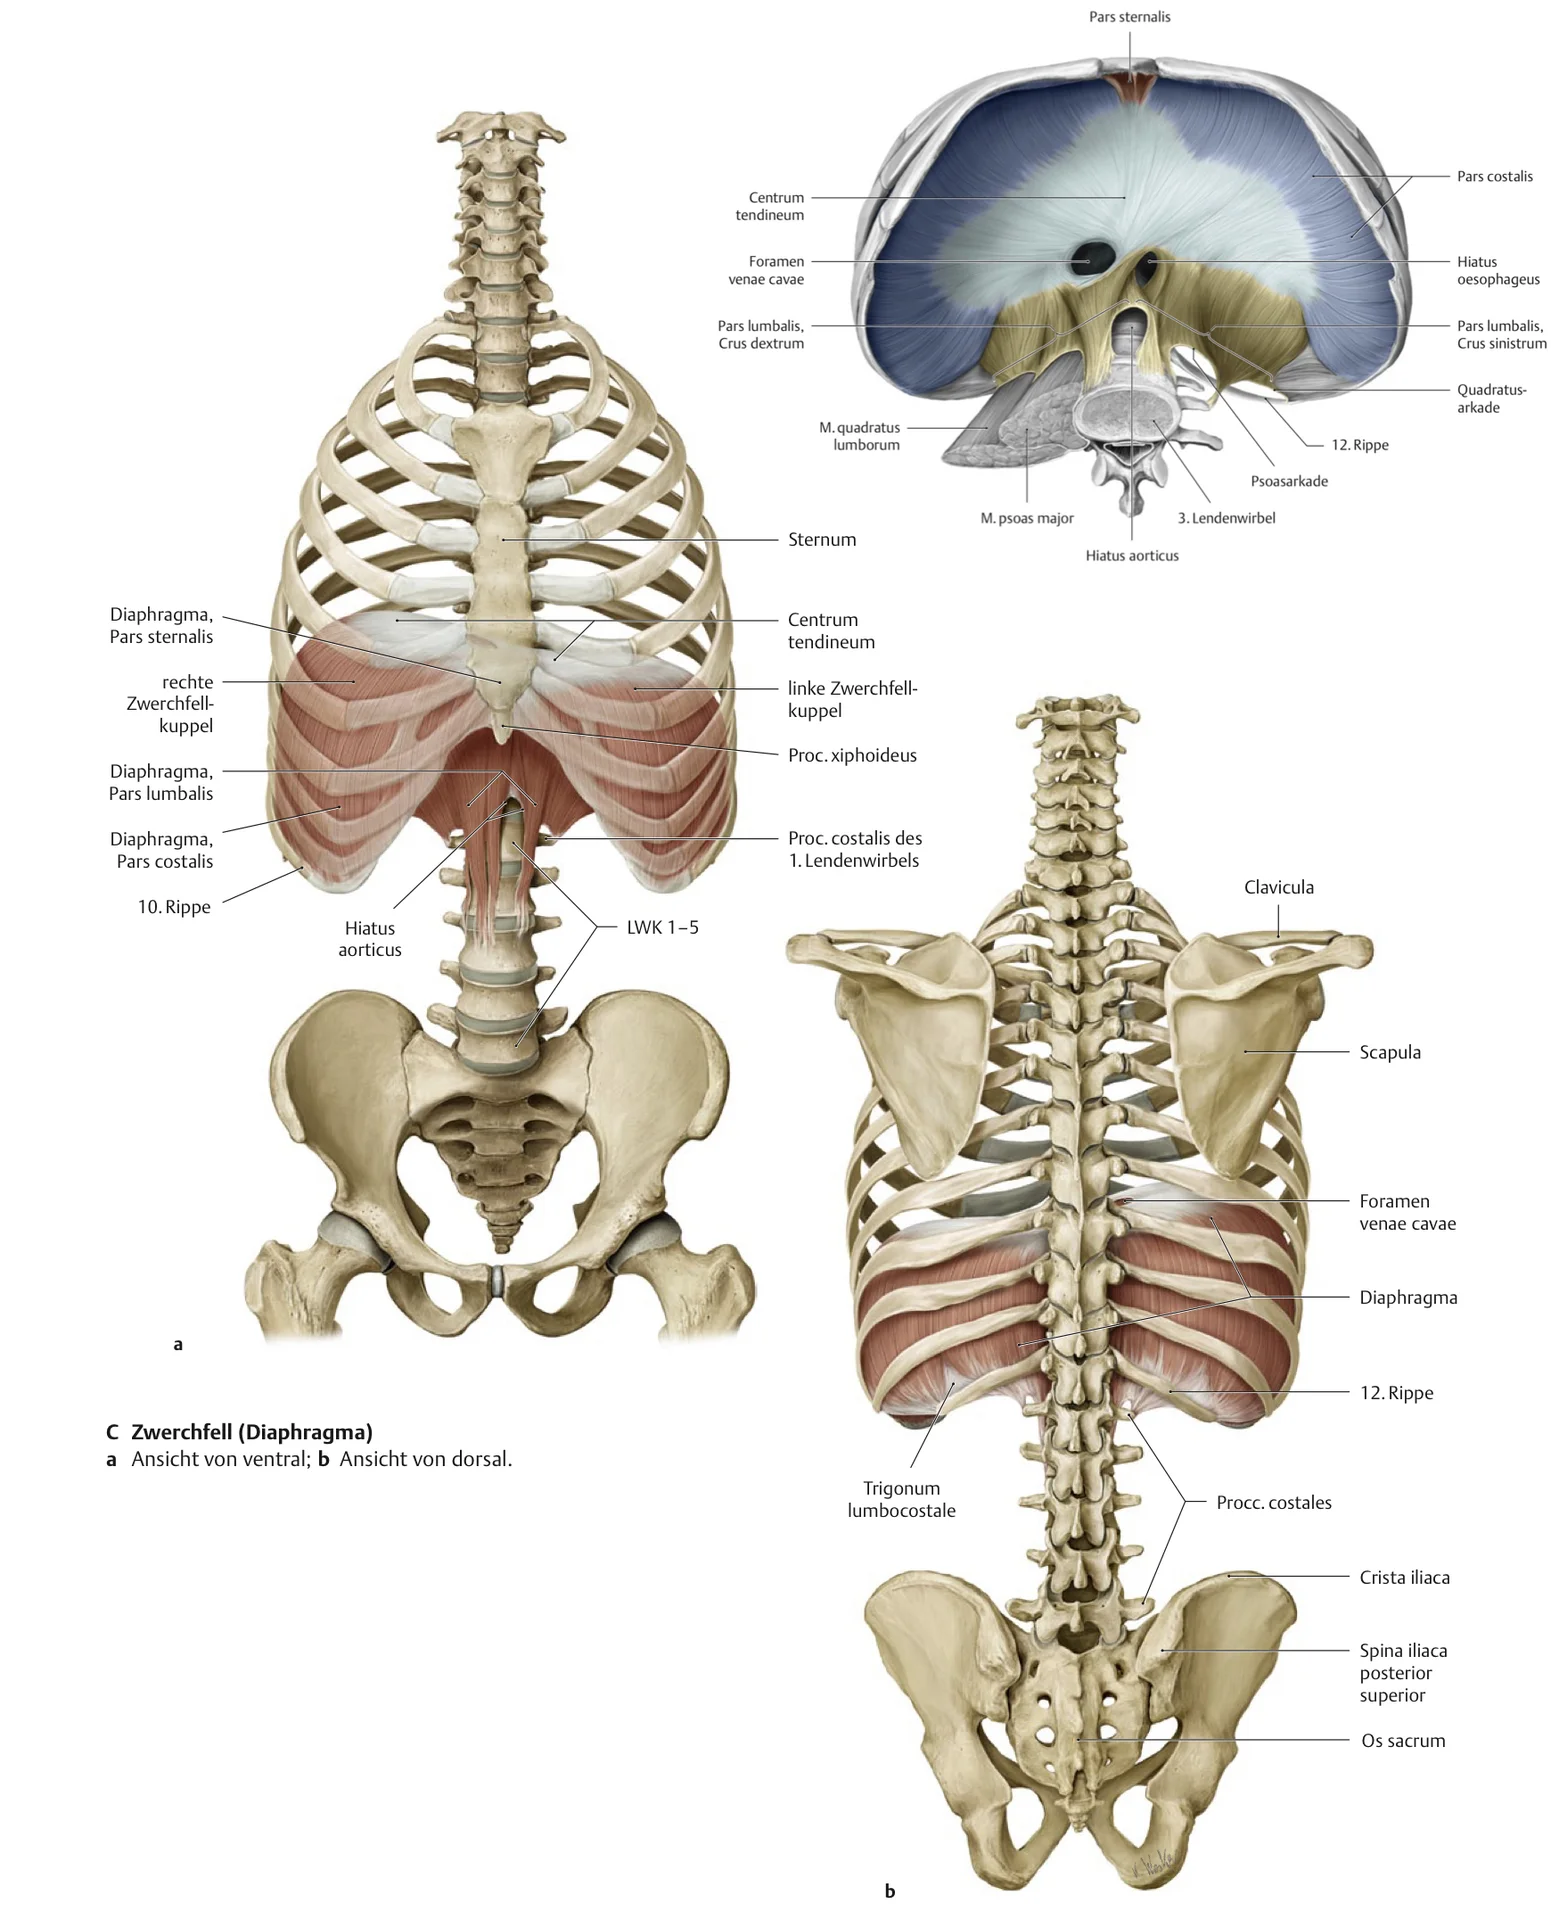 Pars sternalis
Centrum
tendineum
Foramen
venae cavae
Pars lumbalis,
Crus dextrum
M. quadratus
lumborum
M. psoas major
Hiatus aorticus
3. Lendenwirbel
Psoasarkade
12. Rippe
Quadratus-
arkade
Pars lumbalis,
Crus sinistrum
Hiatus
oesophageus
Pars costalis
Diaphragma,
Pars sternalis
rechte
Zwerchfell-
kuppel
Diaphragma,
Pars lumbalis
Diaphragma,
Pars costalis
10. Rippe
Hiatus
aorticus
Sternum
Centrum
tendineum
linke Zwerchfell-
kuppel
Proc. xiphoideus
Proc. costalis des
1. Lendenwirbels
LWK 1–5
a
C Zwerchfell (Diaphragma)
a Ansicht von ventral; b Ansicht von dorsal.
Clavicula
Scapula
Foramen
venae cavae
Diaphragma
12. Rippe
Trigonum
lumbocostale
Procc. costales
Crista iliaca
Spina iliaca
posterior
superior
Os sacrum
b